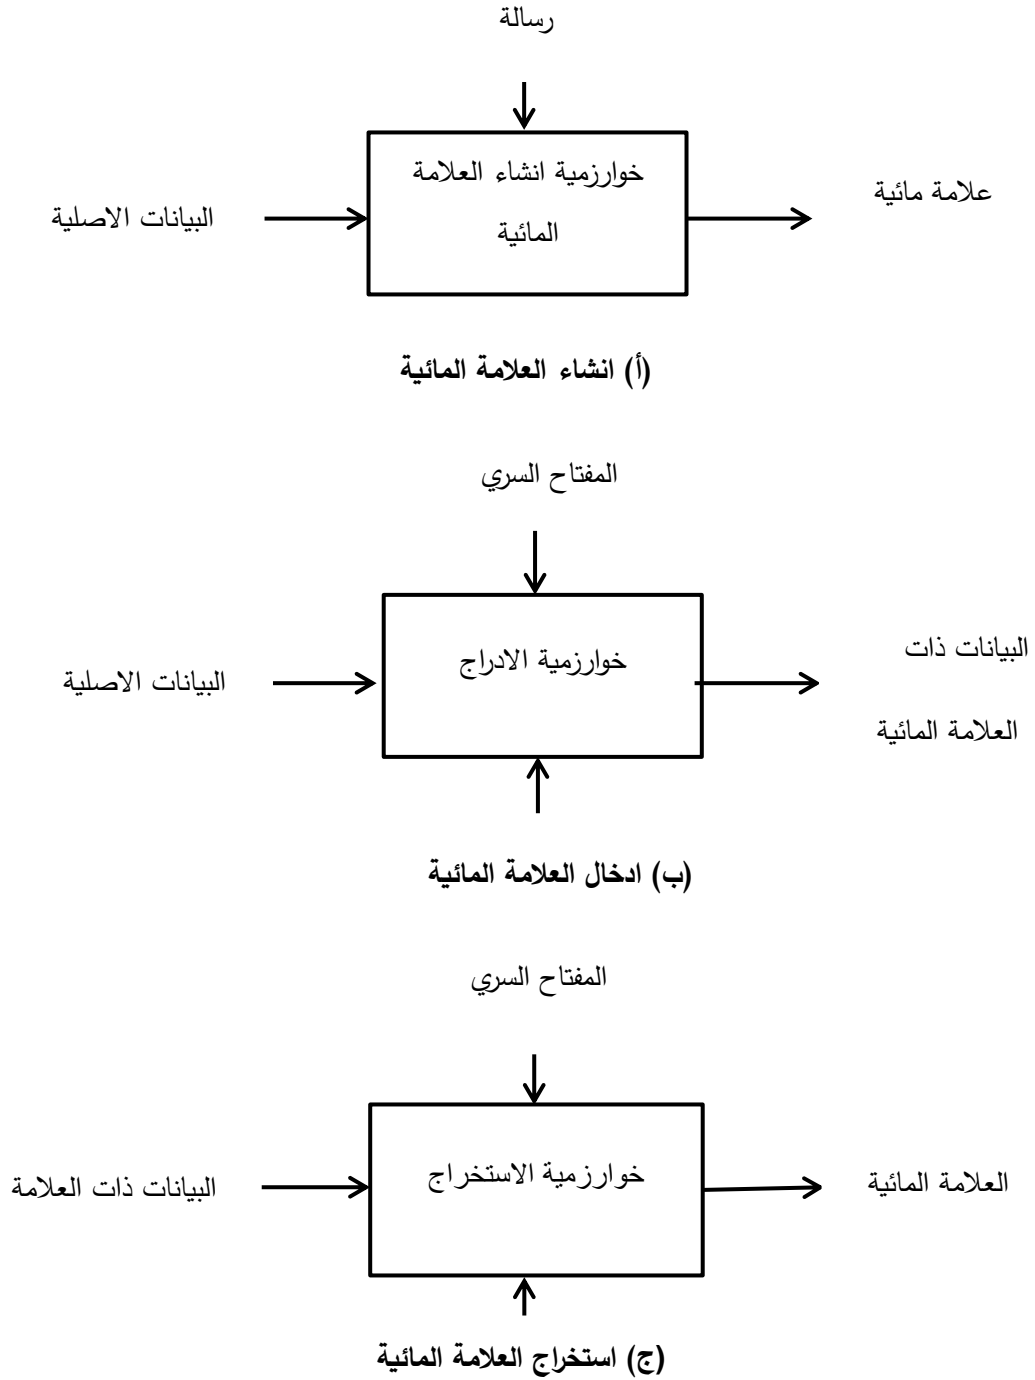 رسالة
خوارزمية انشاء العلامة
المائية
علامة مائية
البيانات الاصلية
(أ) انشاء العلامة المائية
المفتاح السري
خوارزمية الادراج
البيانات ذات
العلامة المائية
البيانات الاصلية
(ب) ادخال العلامة المائية
المفتاح السري
خوارزمية الاستخراج
العلامة المائية
البيانات ذات العلامة
(ج) استخراج العلامة المائية